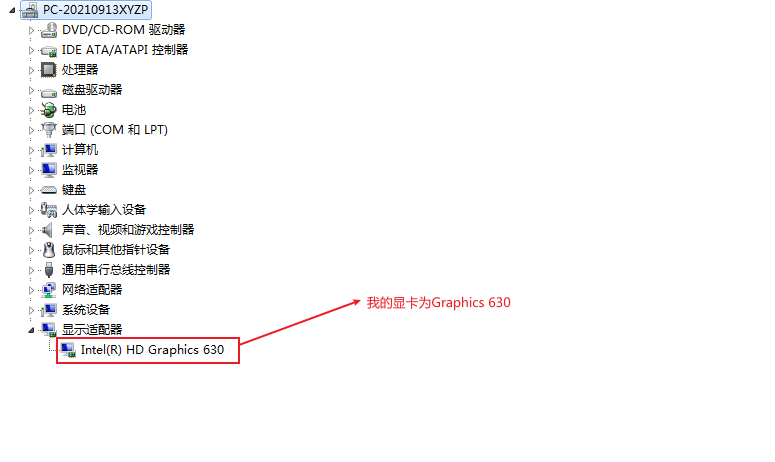 PC-20210913XYZP
DVD/CD-ROM 驱动器
IDE ATA/ATAPI 控制器
处理器
磁盘驱动器
电池
端口 (COM 和 LPT)
计算机
监视器
键盘
人体学输入设备
声音、视频和游戏控制器
鼠标和其他指针设备
通用串行总线控制器
网络适配器
我的显卡为Graphics 630
系统设备
显示适配器
Intel(R) HD Graphics 630